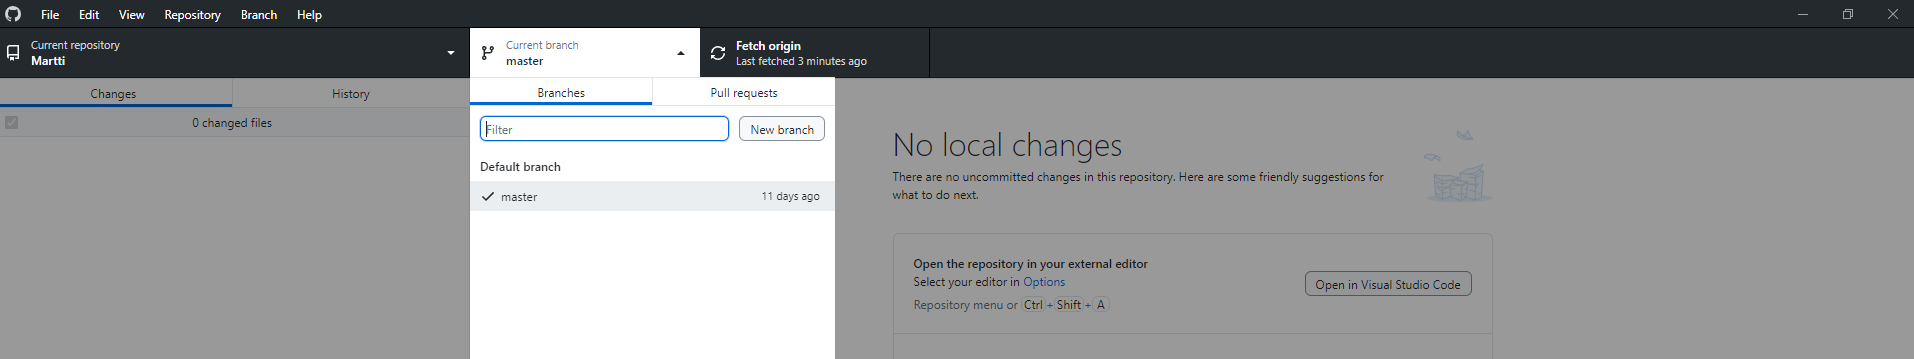 File Edit View Repository Branch Help
Current repository
Martti
Current branch
master
Fetch origin
Last fetched 3 minutes ago
Changes
History
0 changed files
Branches
Pull requests
Filter
New branch
Default branch
master
11 days ago
No local changes
There are no uncommitted changes in this repository. Here are some friendly suggestions for
what to do next.
Open the repository in your external editor
Select your editor in Options
Repository menu or Ctrl + Shift + A
Open in Visual Studio Code